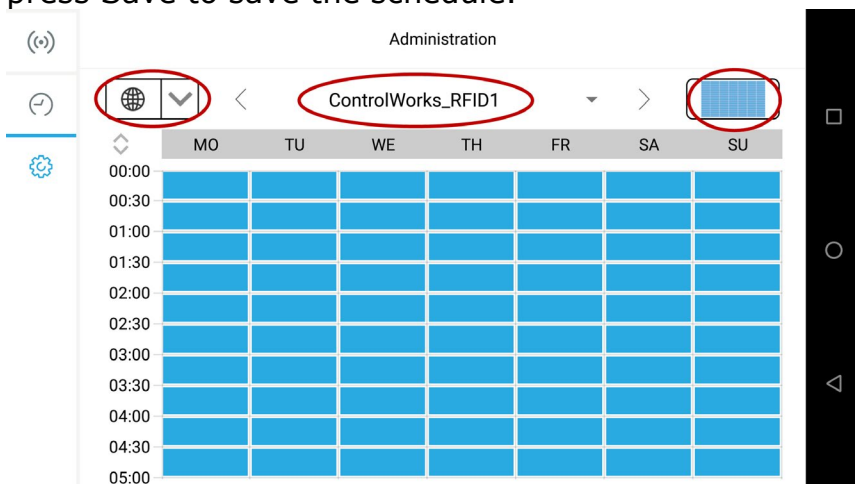 press Save to save the schedule.
Administration
ControlWorks_RFID1
MO TU WE TH FR SA SU
00:00
00:30
01:00
01:30
02:00
02:30
03:00
03:30
04:00
04:30
05:00